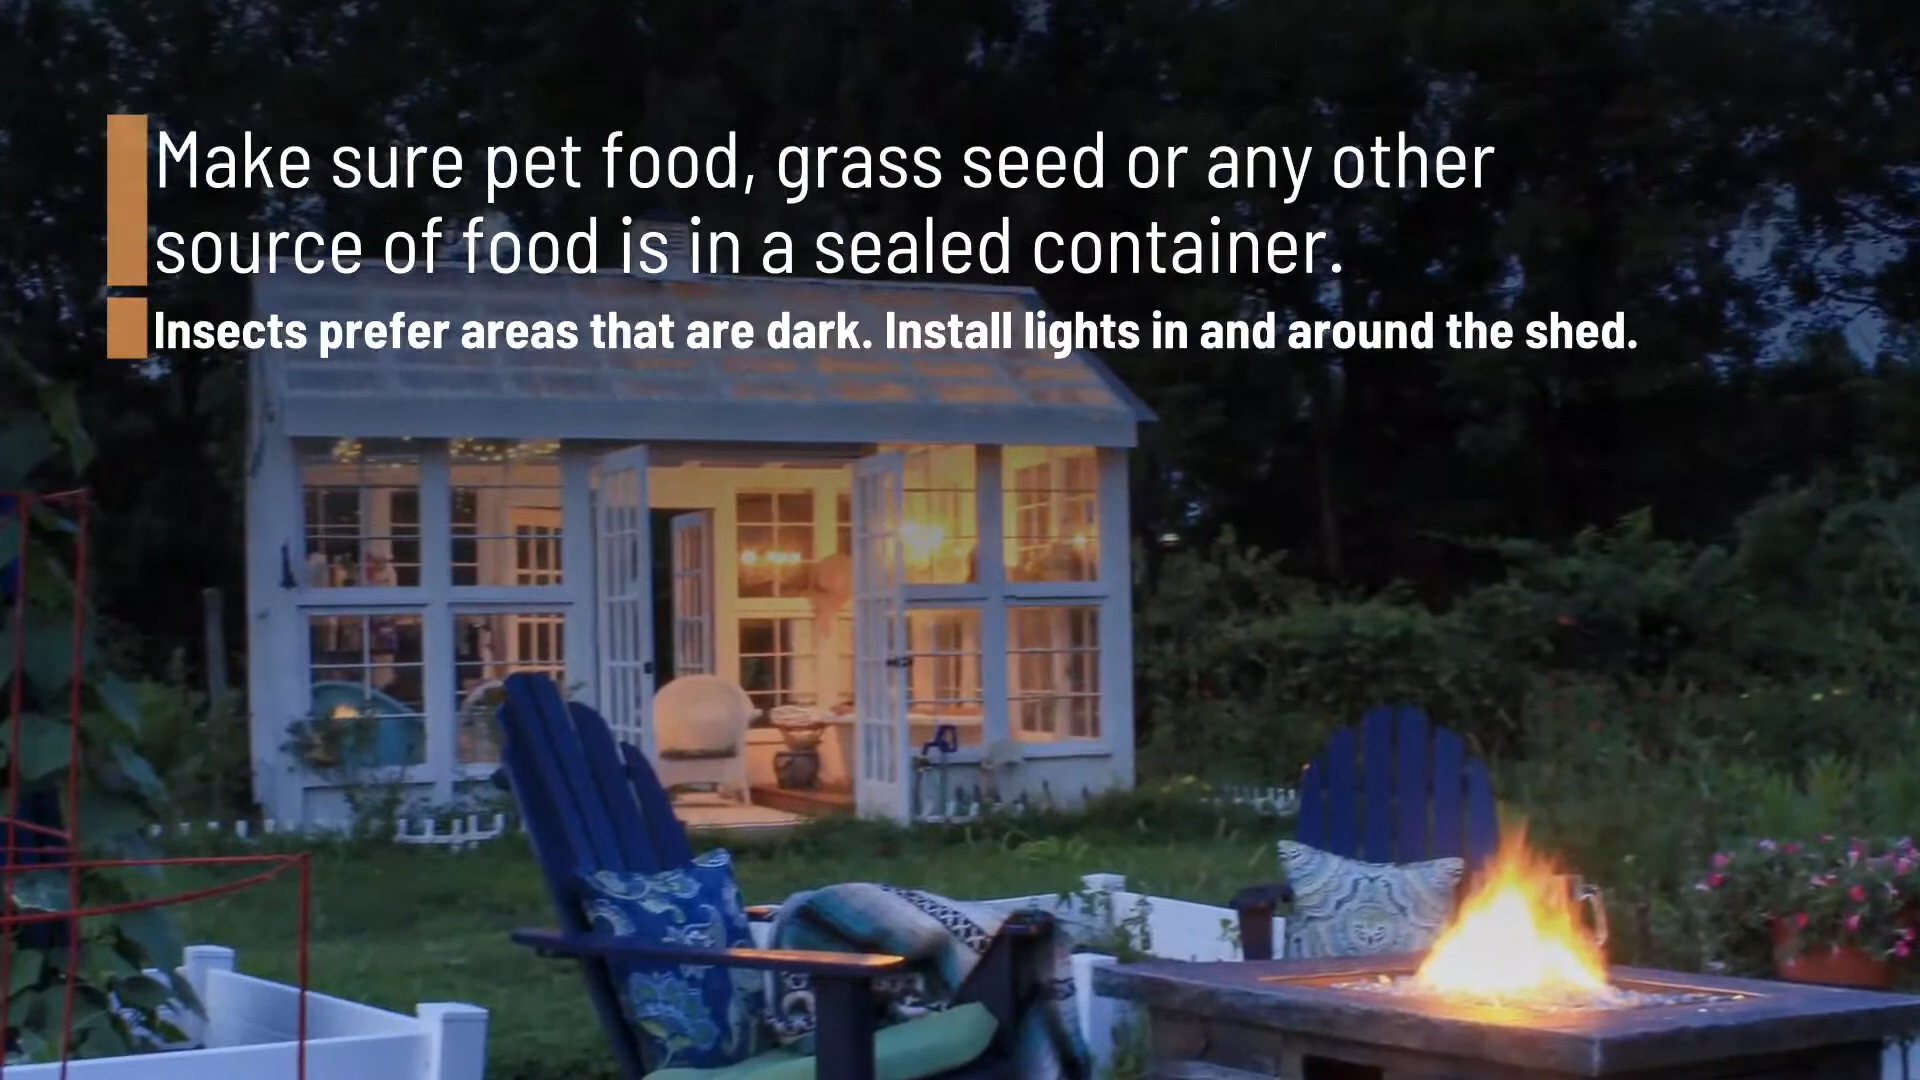 Make sure pet food, grass seed or any other
source of food is in a sealed container.
Insects prefer areas that are dark. Install lights in and around the shed.